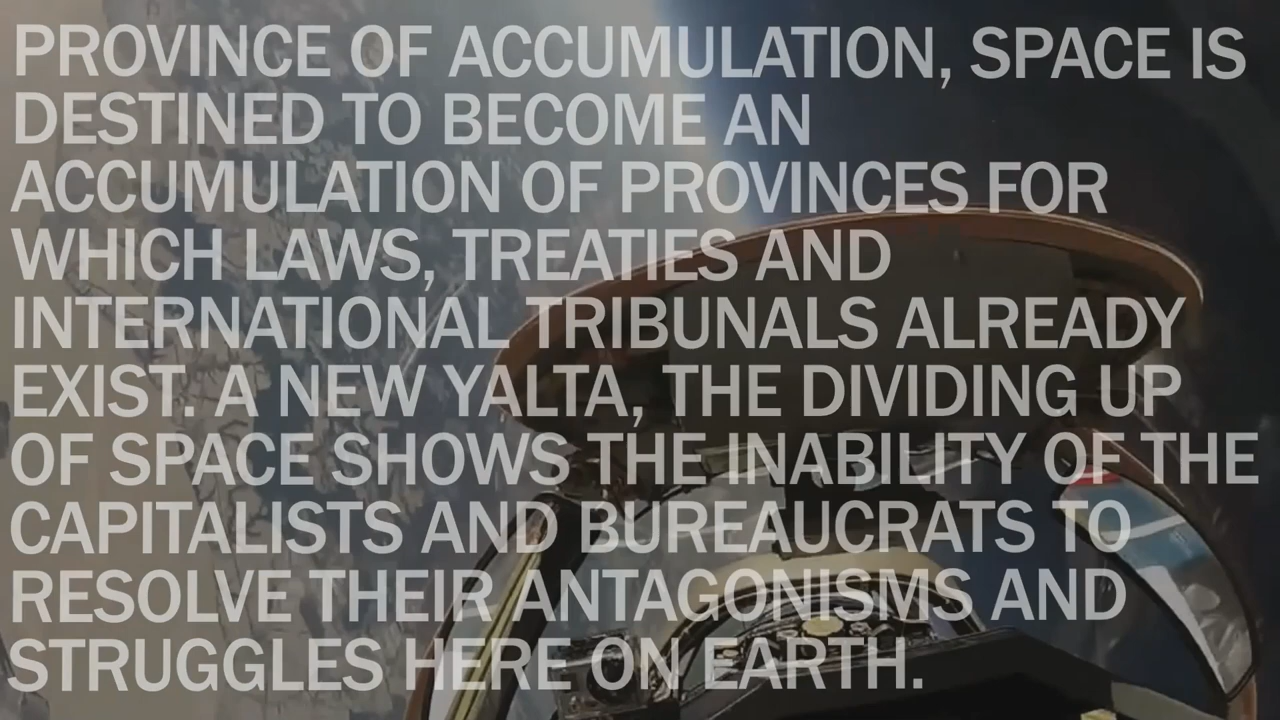 PROVINCE OF ACCUMULATION, SPACE IS
DESTINED TO BECOME AN
ACCUMULATION OF PROVINCES FOR
WHICH LAWS, TREATIES AND
INTERNATIONAL TRIBUNALS ALREADY
EXIST. A NEW YALTA, THE DIVIDING UP
OF SPACE SHOWS THE INABILITY OF THE
CAPITALISTS AND BUREAUCRATS TO
RESOLVE THEIR ANTAGONISMS AND
STRUGGLES HERE ON EARTH.